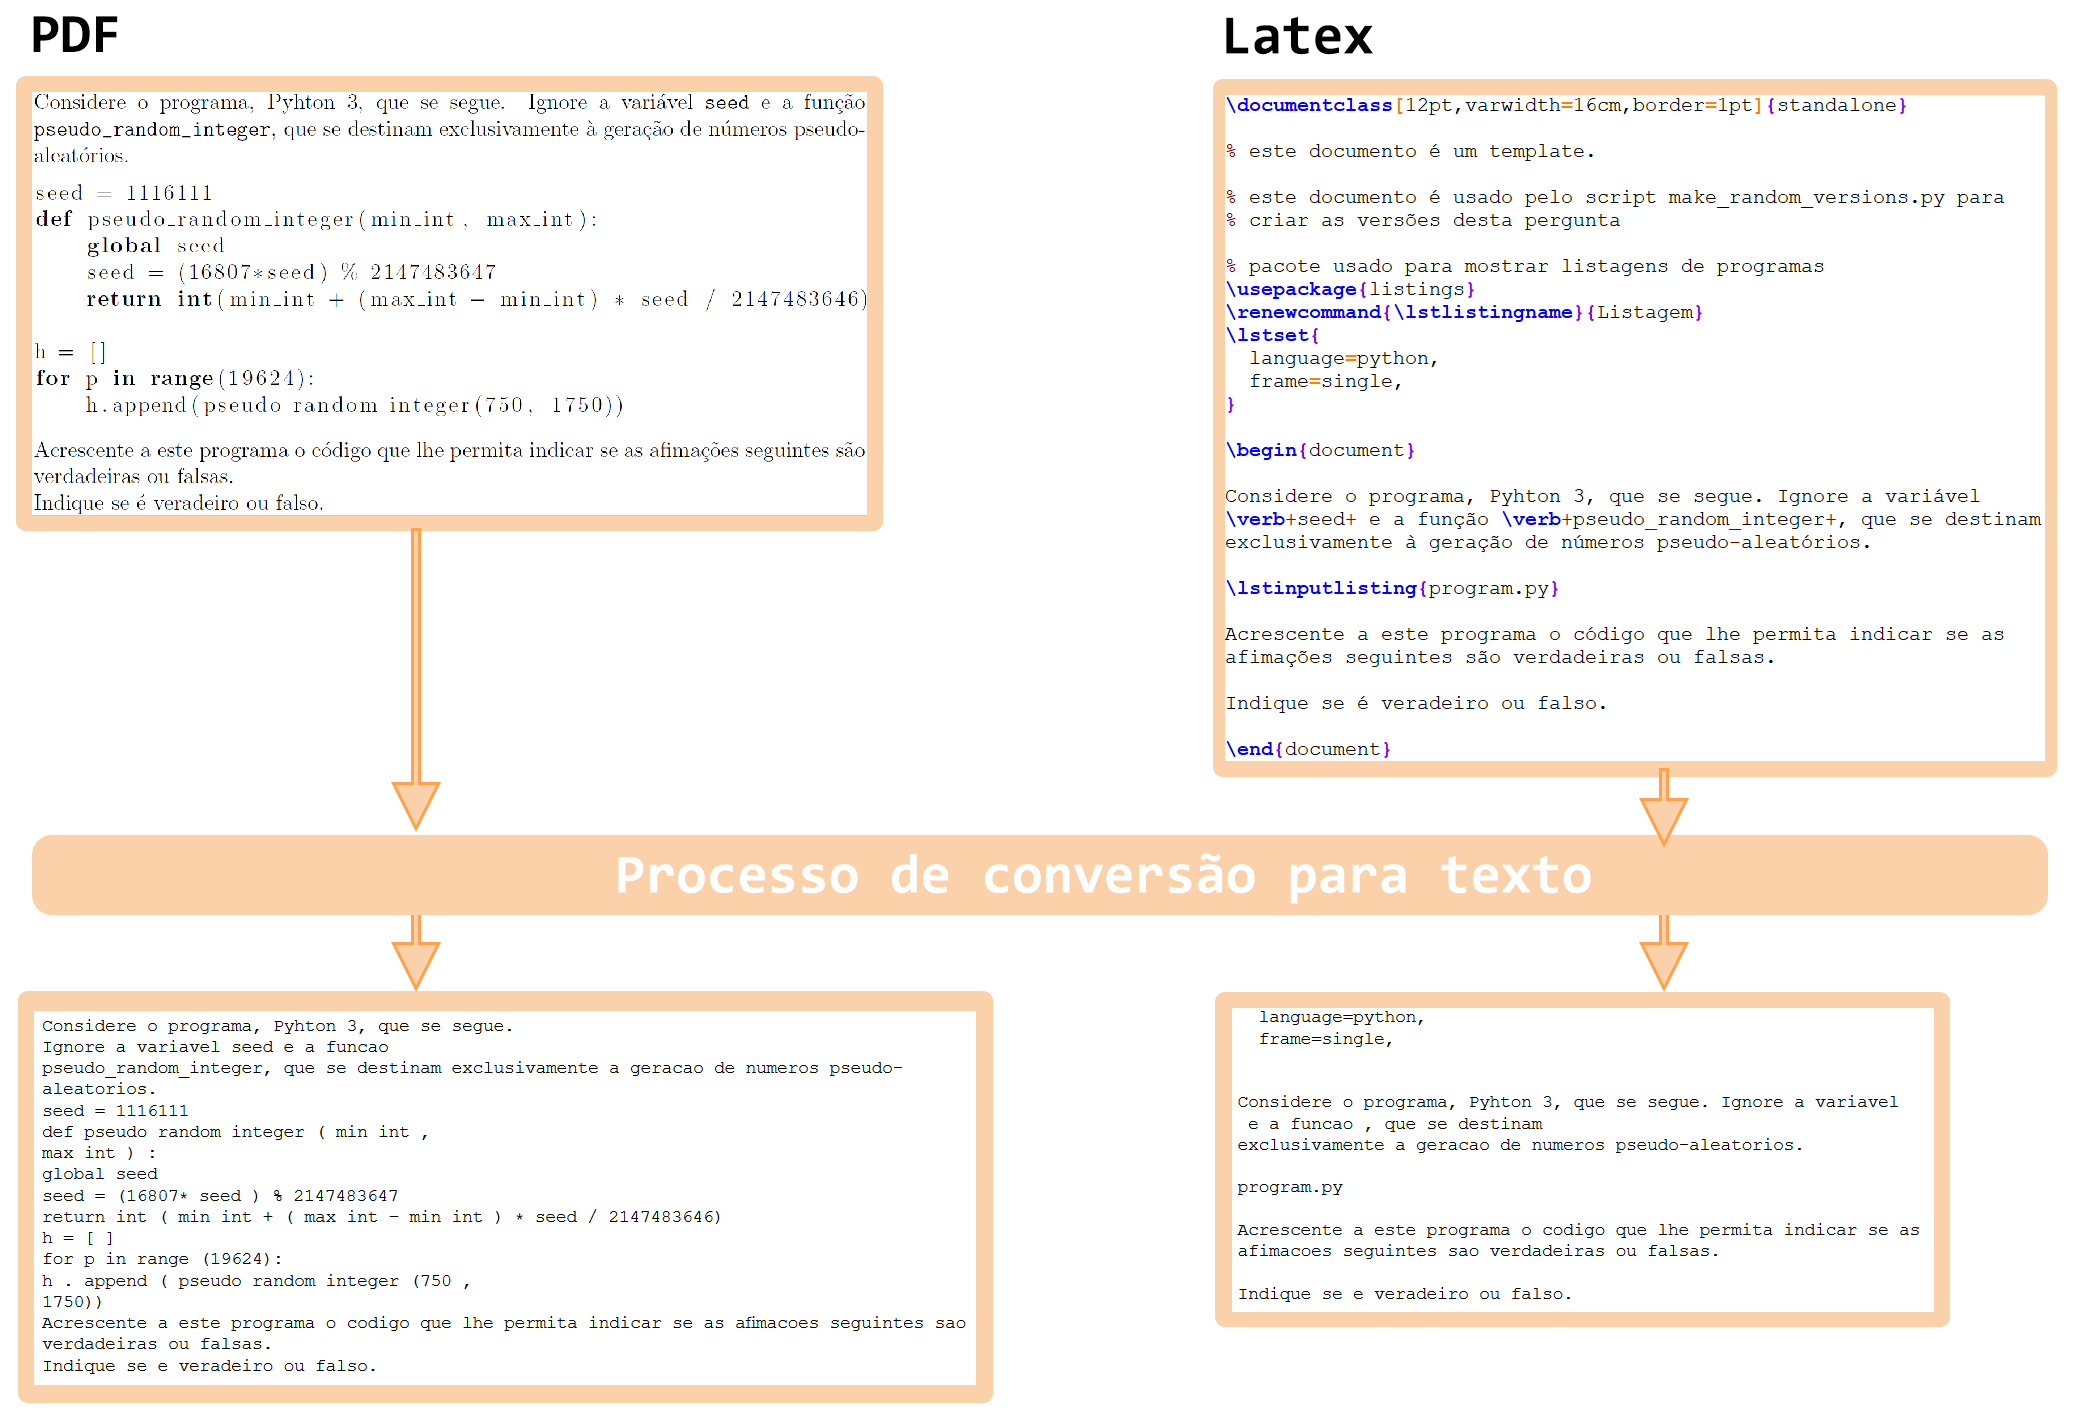 PDF
Considere o programa, Pyhton 3, que se segue. Ignore a variável seed e a função
pseudo_random_integer, que se destinam exclusivamente à geração de números pseudo-
aleatórios.
seed = 1116111
def pseudo_random_integer(min_int, max_int):
    global seed
    seed = (16807*seed) % 2147483647
    return int(min_int + (max_int - min_int) * seed / 2147483646)
h = []
for p in range(19624):
    h.append(pseudo random integer(750, 1750))
Acrescente a este programa o código que lhe permita indicar se as afimações seguintes são
verdadeiras ou falsas.
Indique se é veradeiro ou falso.
Latex
\documentclass[12pt,varwidth=16cm,border=1pt]{standalone}
% este documento é um template.
% este documento é usado pelo script make_random_versions.py para
% criar as versões desta pergunta
% pacote usado para mostrar listagens de programas
\usepackage{listings}
\renewcommand{\lstlistingname}{Listagem}
\lstset{
  language=python,
  frame=single,
}
\begin{document}
Considere o programa, Pyhton 3, que se segue. Ignore a variável
\verb+seed+ e a função \verb+pseudo_random_integer+, que se destinam
exclusivamente à geração de números pseudo-aleatórios.
\lstinputlisting{program.py}
Acrescente a este programa o código que lhe permita indicar se as
afimações seguintes são verdadeiras ou falsas.
Indique se é veradeiro ou falso.
\end{document}
Processo de conversão para texto
Considere o programa, Pyhton 3, que se segue.
Ignore a variavel seed e a funcao
pseudo_random_integer, que se destinam exclusivamente a geracao de numeros pseudo-
aleatorios.
seed = 1116111
def pseudo random integer ( min int ,
max int ) :
global seed
seed = (16807* seed ) % 2147483647
return int ( min int + ( max int − min int ) * seed / 2147483646)
h = [ ]
for p in range (19624):
h . append ( pseudo random integer (750 ,
1750))
Acrescente a este programa o codigo que lhe permita indicar se as afimacoes seguintes sao
verdadeiras ou falsas.
Indique se e veradeiro ou falso.
  language=python,
  frame=single,
Considere o programa, Pyhton 3, que se segue. Ignore a variavel
 e a funcao , que se destinam
exclusivamente a geracao de numeros pseudo-aleatorios.
program.py
Acrescente a este programa o codigo que lhe permita indicar se as
afimacoes seguintes sao verdadeiras ou falsas.
Indique se e veradeiro ou falso.